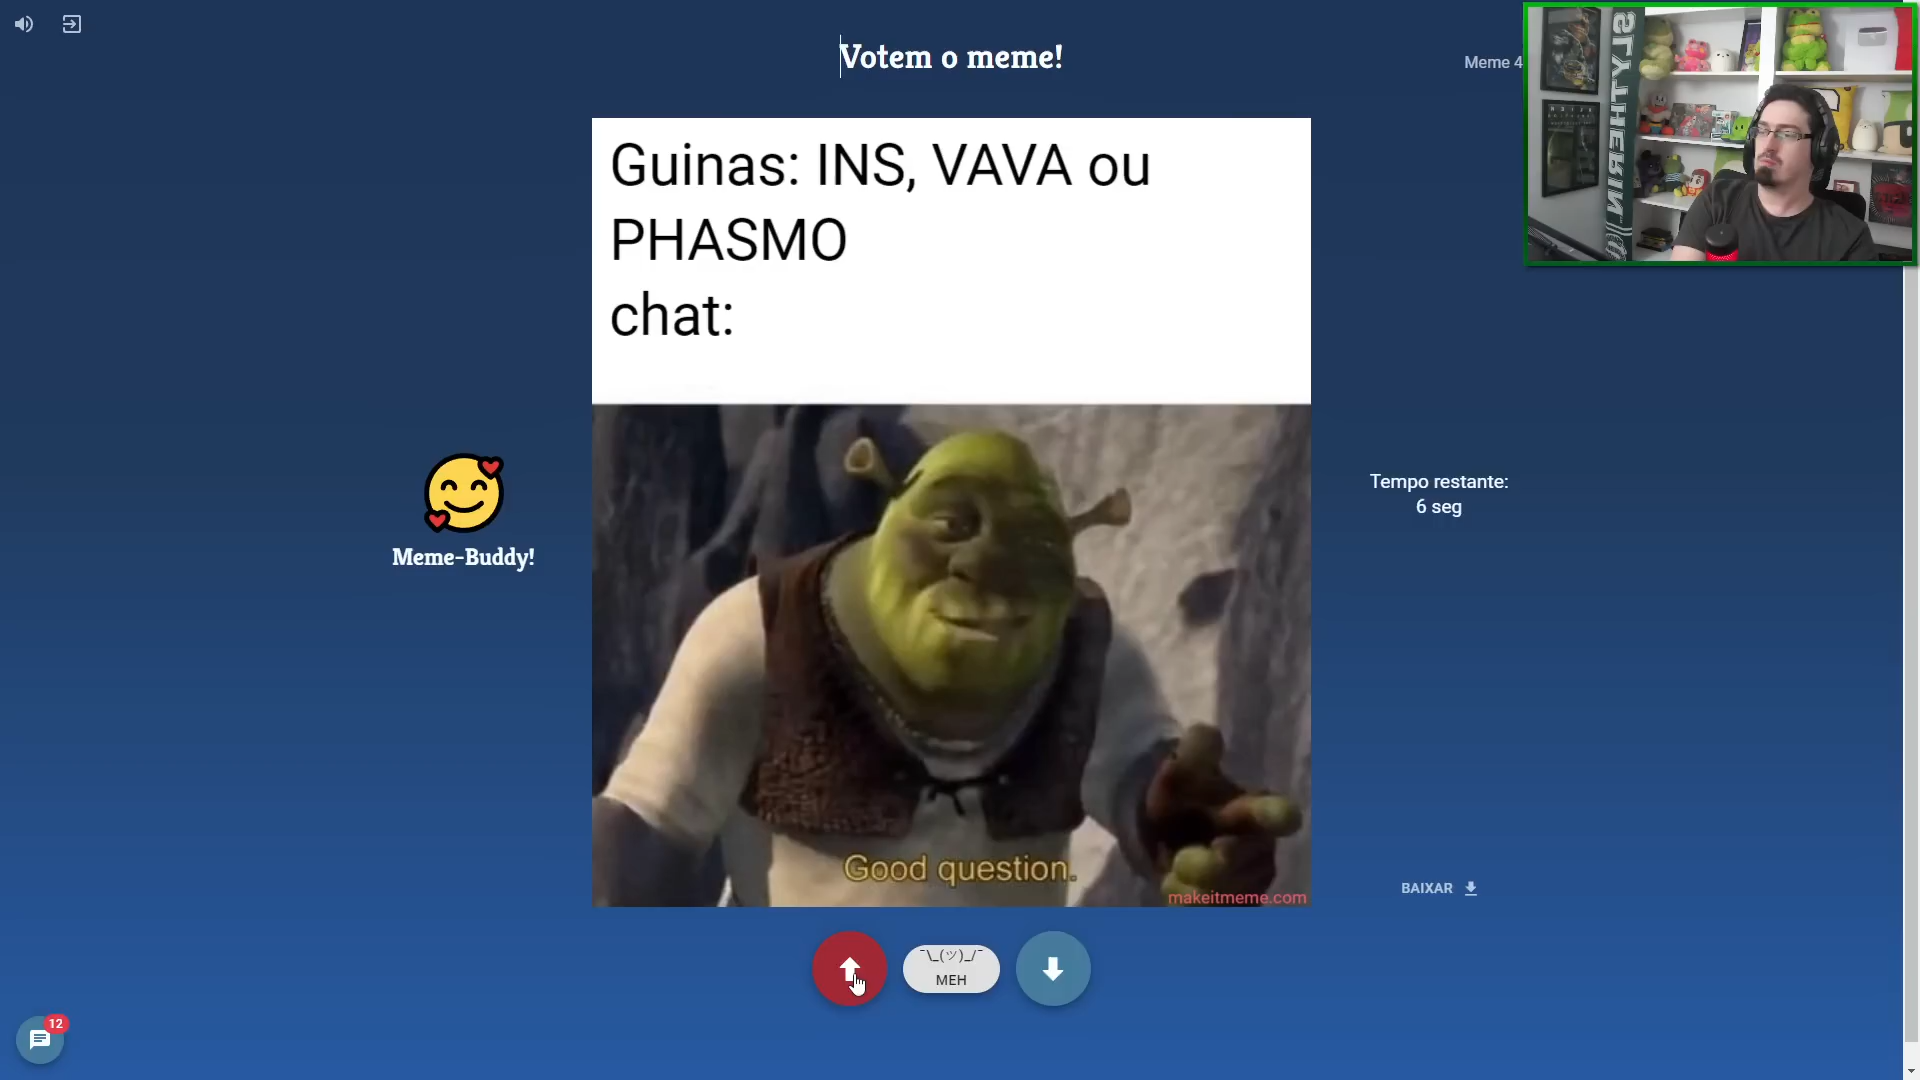 Votem o meme!
Meme 4
SLYTHERIN
Guinas: INS, VAVA ou
PHASMO
chat:
Meme-Buddy!
Tempo restante:
6 seg
Good question.
makeitmeme.com
BAIXAR
¯\_(ツ)_/¯
MEH
12